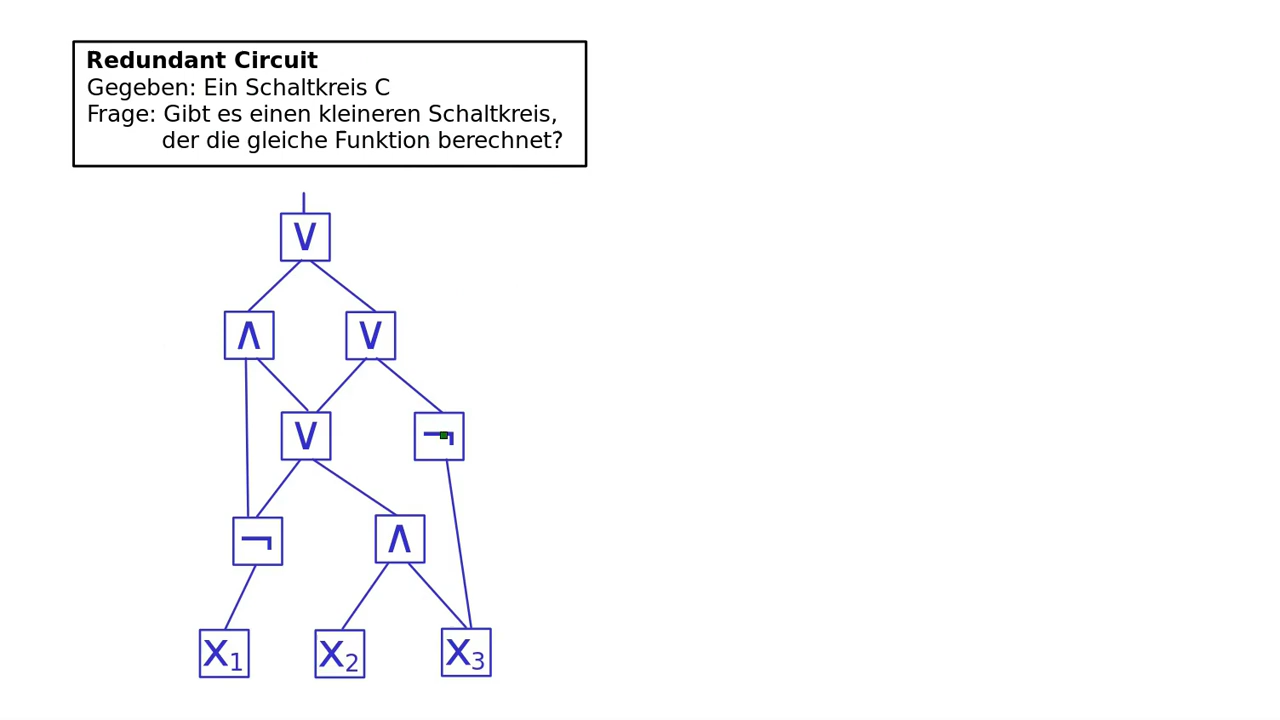 Redundant Circuit
Gegeben: Ein Schaltkreis C
Frage: Gibt es einen kleineren Schaltkreis,
der die gleiche Funktion berechnet?
∨
∧ ∨
∨ ¬
¬ ∧
x₁ x₂ x₃